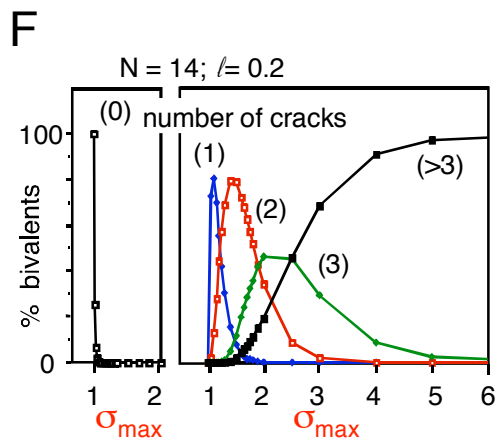 F
N = 14; ℓ= 0.2
(0) number of cracks
(1)
(2)
(3)
(>3)
% bivalents
100
0
1 2
1 2 3 4 5 6
σmax σmax